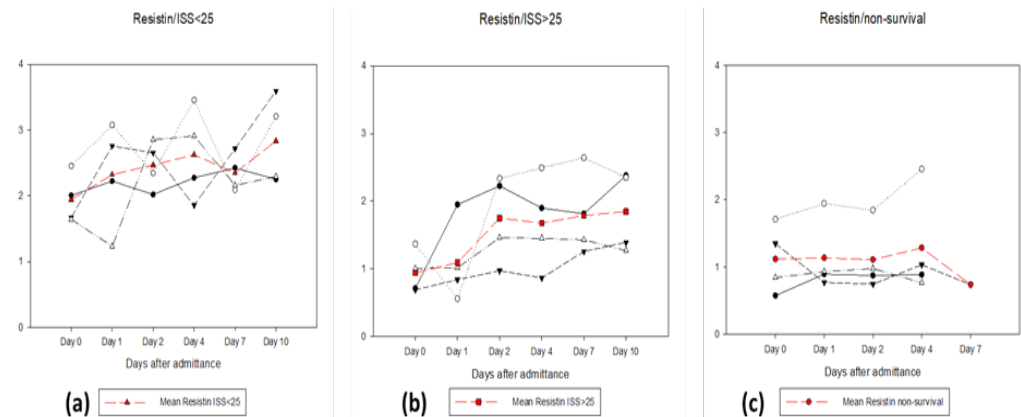 Resistin/ISS<25
4
3
2
1
0
Day 0 Day 1 Day 2 Day 4 Day 7 Day 10
Days after admittance
(a)
Mean Resistin ISS<25
Resistin/ISS>25
4
3
2
1
0
Day 0 Day 1 Day 2 Day 4 Day 7 Day 10
Days after admittance
(b)
Mean Resistin ISS>25
Resistin/non-survival
4
3
2
1
0
Day 0 Day 1 Day 2 Day 4 Day 7
Days after admittance
(c)
Mean Resistin non-survival